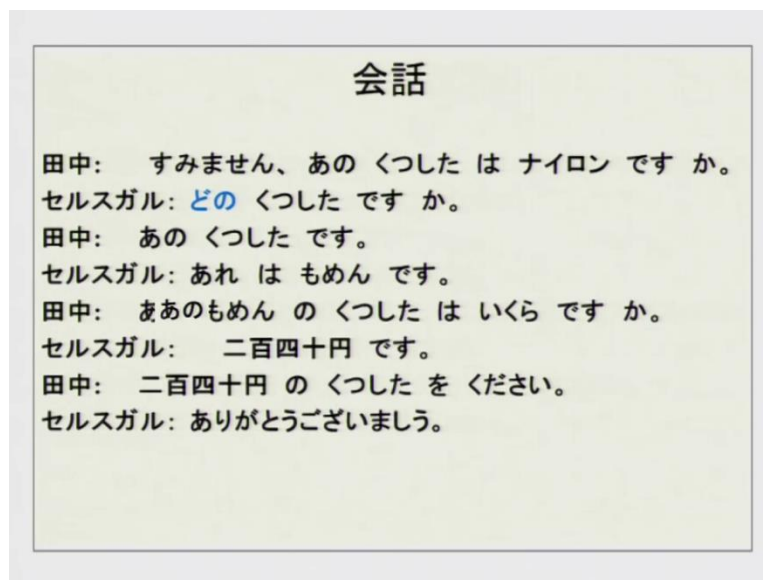 会話
田中: すみません、 あの くつした は ナイロン です か。
セルスガル: どの くつした です か。
田中: あの くつした です。
セルスガル: あれ は もめん です。
田中: ああのもめん の くつした は いくら です か。
セルスガル: 二百四十円 です。
田中: 二百四十円 の くつした を ください。
セルスガル: ありがとうございましう。